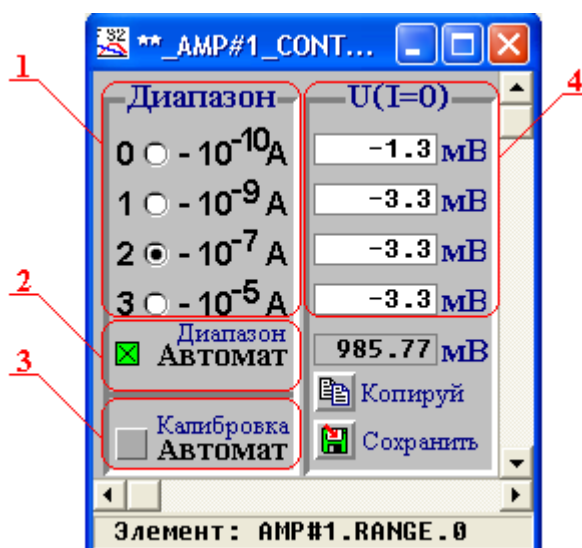 **_AMP#1_CONT...
1
4
Диапазон
U(I=0)
0 - 10^-10 А
-1.3 мВ
1 - 10^-9 А
-3.3 мВ
2 - 10^-7 А
-3.3 мВ
3 - 10^-5 А
-3.3 мВ
2
Диапазон
Автомат
985.77 мВ
3
Копируй
Калибровка
Автомат
Сохранить
Элемент: AMP#1.RANGE.0